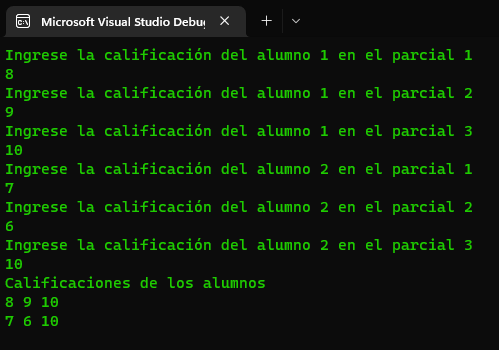 Microsoft Visual Studio Debug
Ingrese la calificación del alumno 1 en el parcial 1
8
Ingrese la calificación del alumno 1 en el parcial 2
9
Ingrese la calificación del alumno 1 en el parcial 3
10
Ingrese la calificación del alumno 2 en el parcial 1
7
Ingrese la calificación del alumno 2 en el parcial 2
6
Ingrese la calificación del alumno 2 en el parcial 3
10
Calificaciones de los alumnos
8 9 10
7 6 10